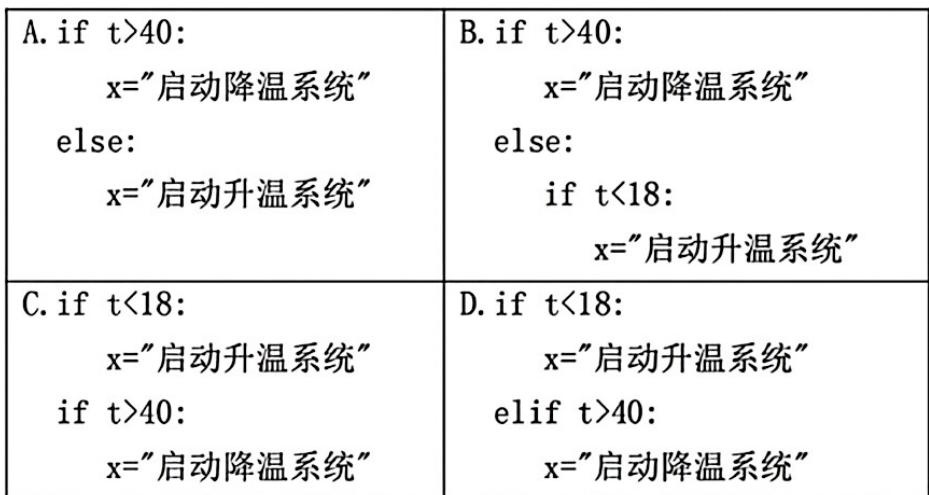 A. if t>40:
x="启动降温系统"
else:
x="启动升温系统"
B. if t>40:
x="启动降温系统"
else:
if t<18:
x="启动升温系统"
C. if t<18:
x="启动升温系统"
if t>40:
x="启动降温系统"
D. if t<18:
x="启动升温系统"
elif t>40:
x="启动降温系统"